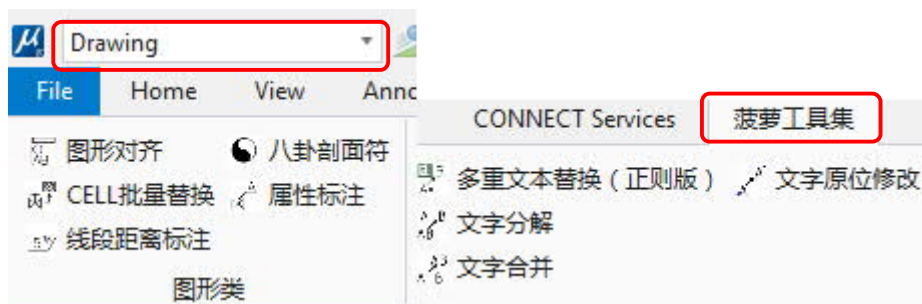 Drawing
File Home View Anno
图形对齐 八卦剖面符
CELL批量替换 属性标注
线段距离标注
图形类
CONNECT Services 菠萝工具集
多重文本替换（正则版） 文字原位修改
文字分解
文字合并